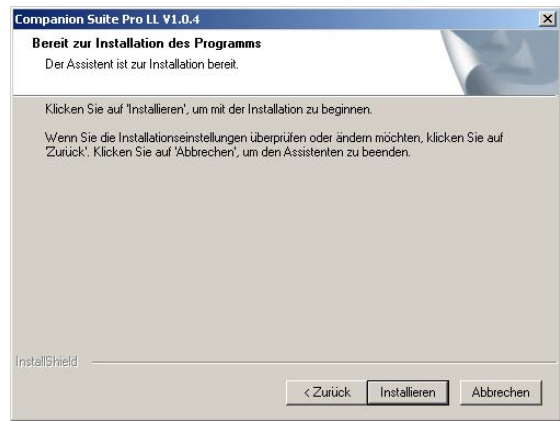 Companion Suite Pro LL V1.0.4
Bereit zur Installation des Programms
Der Assistent ist zur Installation bereit.
Klicken Sie auf 'Installieren', um mit der Installation zu beginnen.
Wenn Sie die Installationseinstellungen überprüfen oder ändern möchten, klicken Sie auf
'Zurück'. Klicken Sie auf 'Abbrechen', um den Assistenten zu beenden.
InstallShield
< Zurück
Installieren
Abbrechen